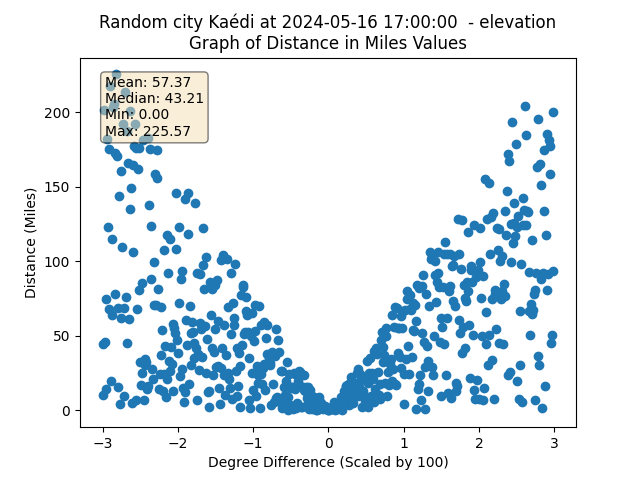 Random city Kaédi at 2024-05-16 17:00:00 - elevation
Graph of Distance in Miles Values
Mean: 57.37
Median: 43.21
Min: 0.00
Max: 225.57
Distance (Miles)
200
150
100
50
0
−3 −2 −1 0 1 2 3
Degree Difference (Scaled by 100)